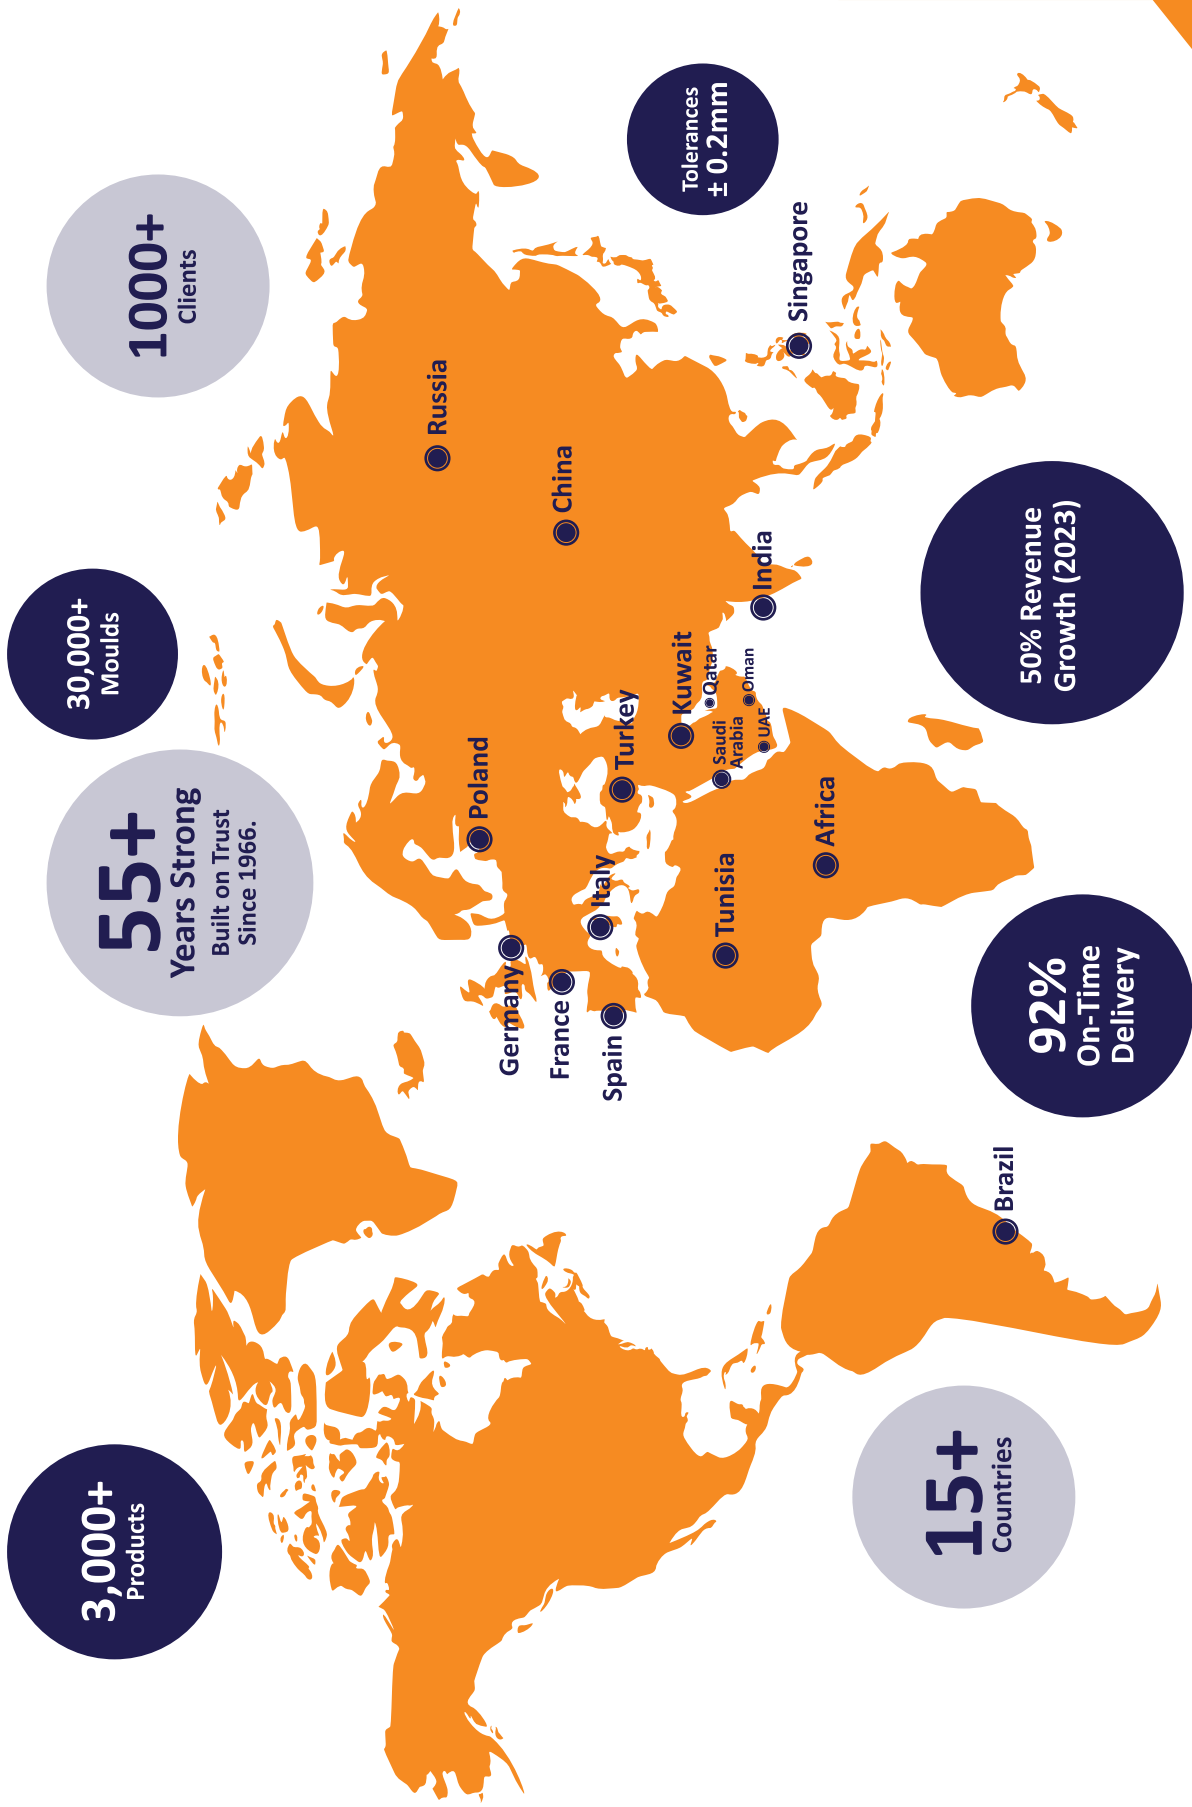 3,000+
Products
55+
Years Strong
Built on Trust
Since 1966.
30,000+
Moulds
1000+
Clients
Russia
Poland
Germany
China
France
Italy
Spain
Turkey
Kuwait
Qatar
Saudi
Arabia
Oman
UAE
India
Tunisia
Africa
Singapore
Tolerances
± 0.2mm
Brazil
15+
Countries
92%
On-Time
Delivery
50% Revenue
Growth (2023)